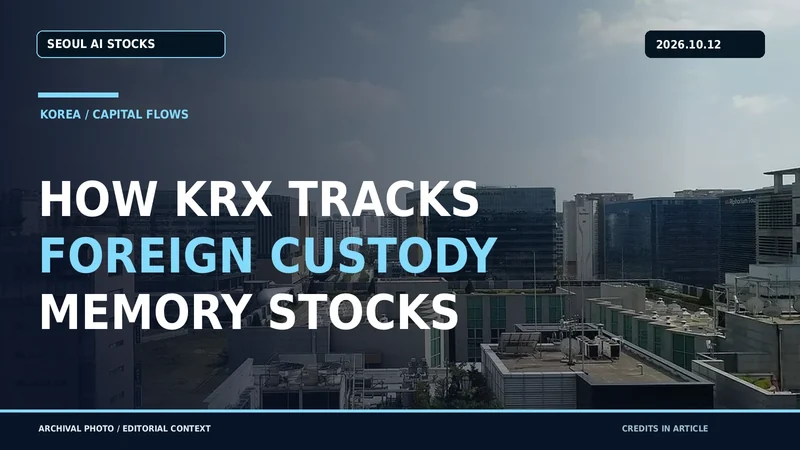 SEOUL AI STOCKS
2026.10.12
KOREA / CAPITAL FLOWS
HOW KRX TRACKS
FOREIGN CUSTODY
MEMORY STOCKS
ARCHIVAL PHOTO / EDITORIAL CONTEXT
CREDITS IN ARTICLE